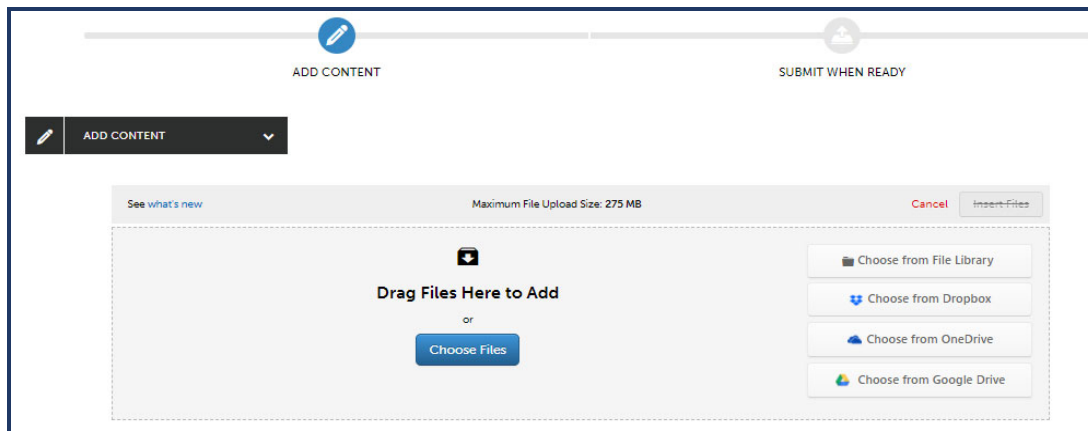 ADD CONTENT
SUBMIT WHEN READY
ADD CONTENT
See what's new
Maximum File Upload Size: 275 MB
Cancel
Insert Files
Drag Files Here to Add
or
Choose Files
Choose from File Library
Choose from Dropbox
Choose from OneDrive
Choose from Google Drive